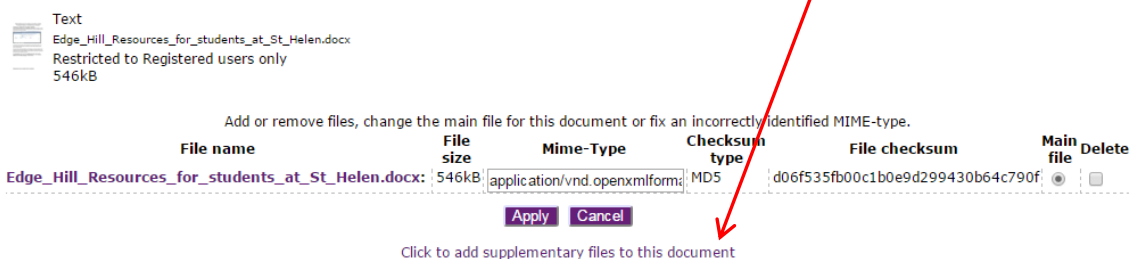 Text
Edge_Hill_Resources_for_students_at_St_Helen.docx
Restricted to Registered users only
546kB
Add or remove files, change the main file for this document or fix an incorrectly identified MIME-type.
File name File size Mime-Type Checksum type File checksum Main file Delete
Edge_Hill_Resources_for_students_at_St_Helen.docx: 546kB application/vnd.openxmlforma MD5 d06f535fb00c1b0e9d299430b64c790f
Apply Cancel
Click to add supplementary files to this document